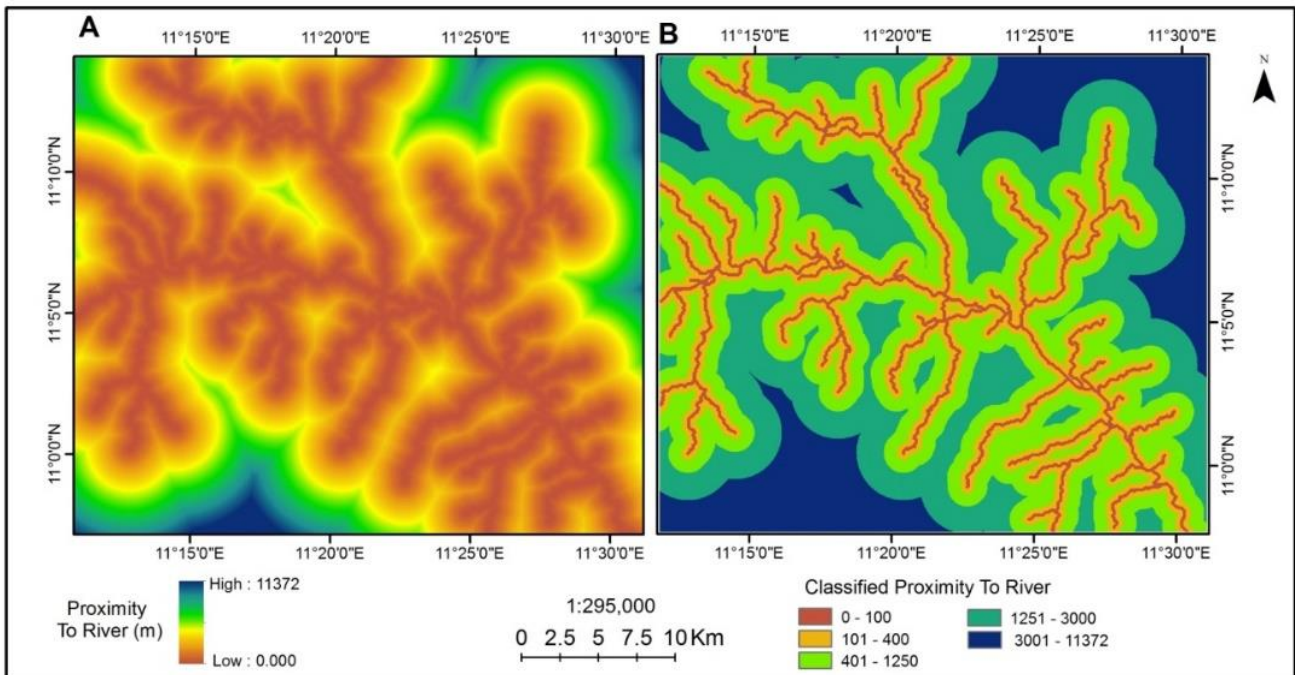 A
B
11°15'0"E 11°20'0"E 11°25'0"E 11°30'0"E
11°15'0"E 11°20'0"E 11°25'0"E 11°30'0"E
N
11°10'0"N
11°5'0"N
11°0'0"N
11°10'0"N
11°5'0"N
11°0'0"N
11°15'0"E 11°20'0"E 11°25'0"E 11°30'0"E
11°15'0"E 11°20'0"E 11°25'0"E 11°30'0"E
Proximity
To River (m)
High : 11372
Low : 0.000
1:295,000
0 2.5 5 7.5 10 Km
Classified Proximity To River
0 - 100
101 - 400
401 - 1250
1251 - 3000
3001 - 11372